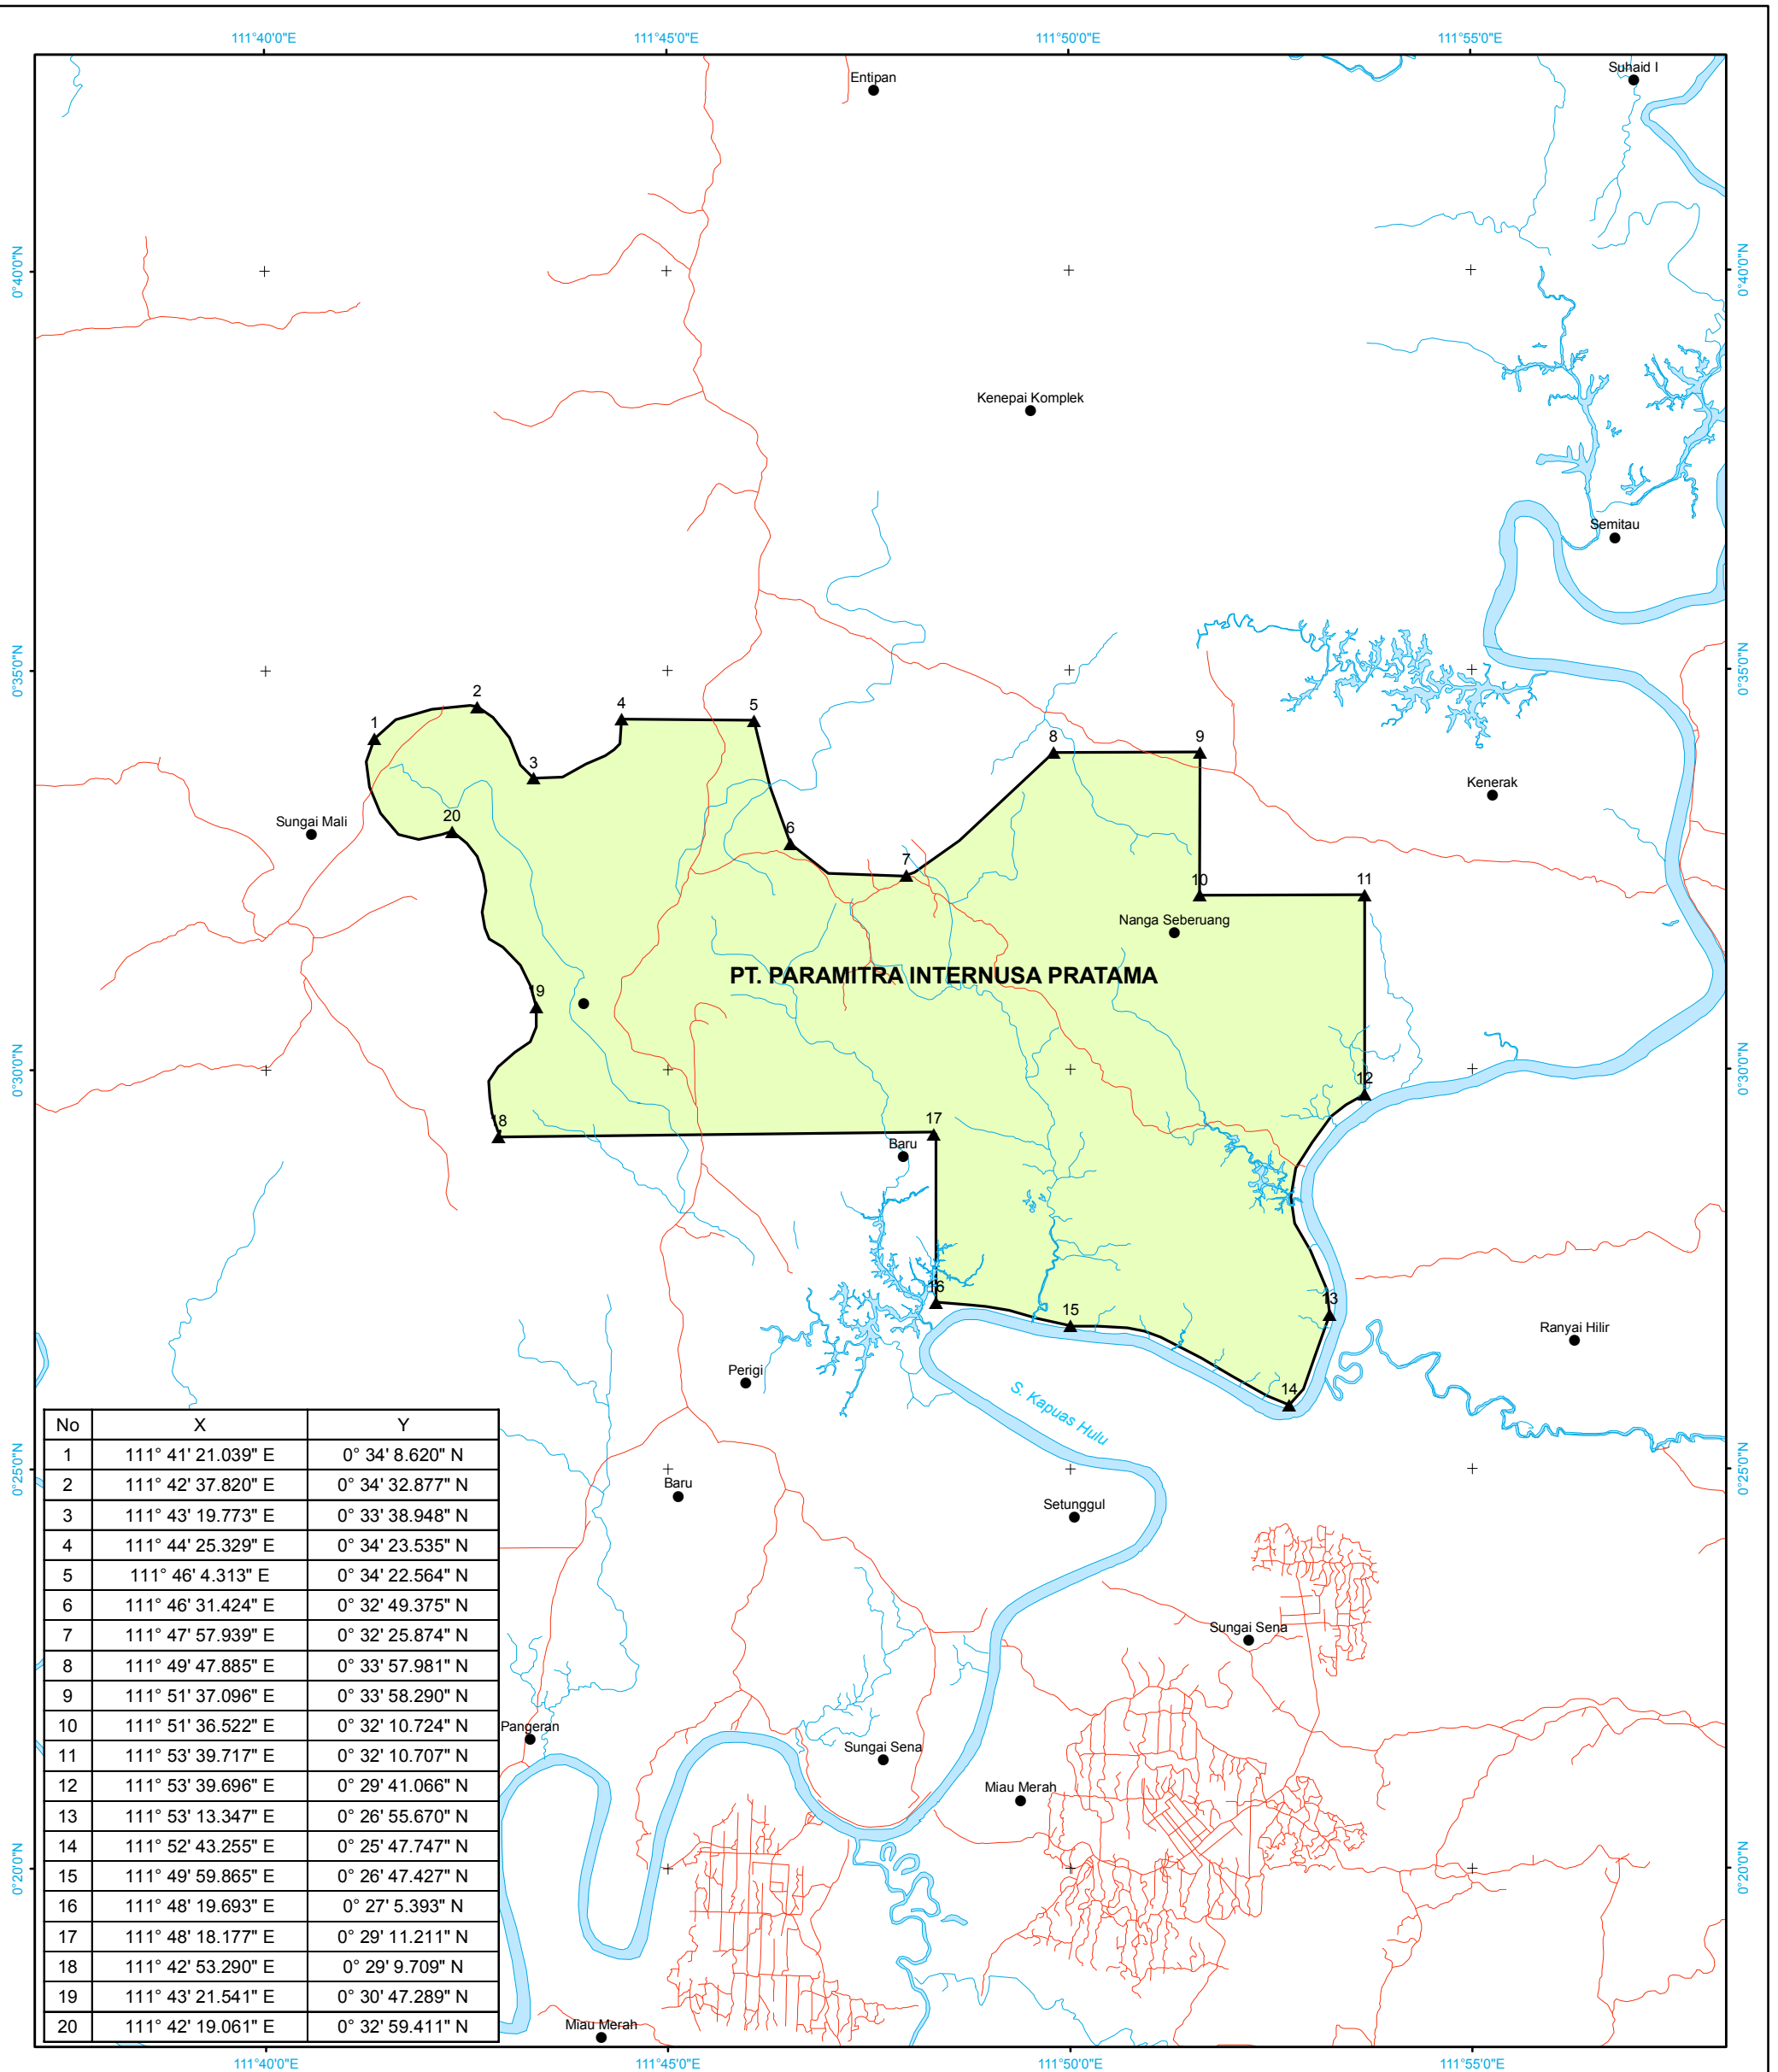 111°40'0"E 111°45'0"E 111°50'0"E 111°55'0"E
Suhaid I
Entipan
0°40'0"N 0°40'0"N
Kenepai Komplek
Semitau
0°35'0"N 0°35'0"N
2
4
5
1
8
9
3
Kenerak
Sungai Mali
20
6
7
10
11
Nanga Seberuang
PT. PARAMITRA INTERNUSA PRATAMA
19
0°30'0"N 0°30'0"N
12
18
17
Baru
16
15
13
Ranyai Hilir
Perigi
14
S. Kapuas Hulu
0°25'0"N 0°25'0"N
Baru
Setunggul
Sungai Sena
Pangeran
Sungai Sena
Miau Merah
0°20'0"N 0°20'0"N
Miau Merah
No X Y
1 111° 41' 21.039" E 0° 34' 8.620" N
2 111° 42' 37.820" E 0° 34' 32.877" N
3 111° 43' 19.773" E 0° 33' 38.948" N
4 111° 44' 25.329" E 0° 34' 23.535" N
5 111° 46' 4.313" E 0° 34' 22.564" N
6 111° 46' 31.424" E 0° 32' 49.375" N
7 111° 47' 57.939" E 0° 32' 25.874" N
8 111° 49' 47.885" E 0° 33' 57.981" N
9 111° 51' 37.096" E 0° 33' 58.290" N
10 111° 51' 36.522" E 0° 32' 10.724" N
11 111° 53' 39.717" E 0° 32' 10.707" N
12 111° 53' 39.696" E 0° 29' 41.066" N
13 111° 53' 13.347" E 0° 26' 55.670" N
14 111° 52' 43.255" E 0° 25' 47.747" N
15 111° 49' 59.865" E 0° 26' 47.427" N
16 111° 48' 19.693" E 0° 27' 5.393" N
17 111° 48' 18.177" E 0° 29' 11.211" N
18 111° 42' 53.290" E 0° 29' 9.709" N
19 111° 43' 21.541" E 0° 30' 47.289" N
20 111° 42' 19.061" E 0° 32' 59.411" N
111°40'0"E 111°45'0"E 111°50'0"E 111°55'0"E